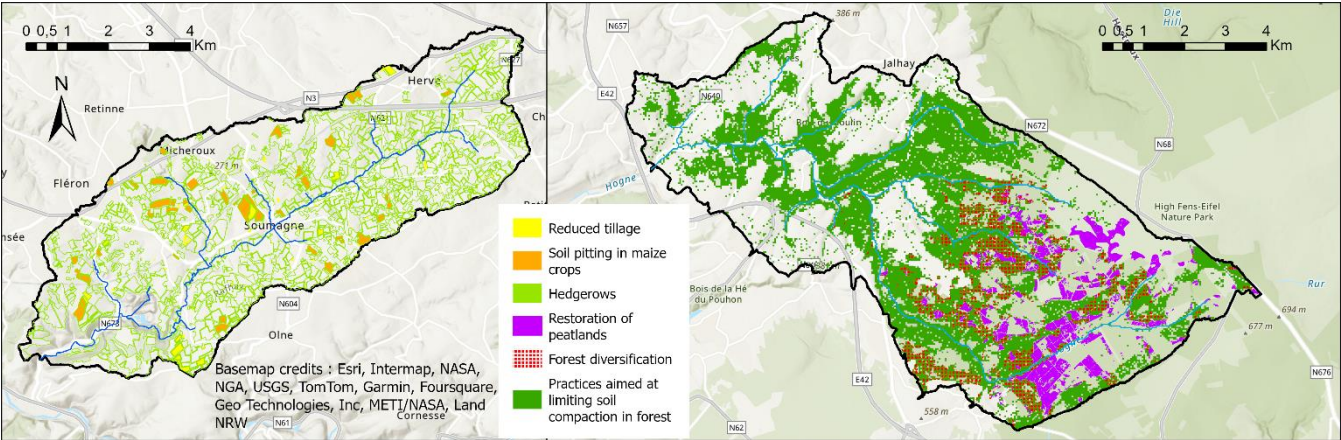 0 0,5 1 2 3 4
Km
N
N3
Herve
N627
Retinne
Ch
N61
Micheroux
271 m
Fléron
Soumagne
nsée
N604
N673
Olne
Basemap credits : Esri, Intermap, NASA,
NGA, USGS, TomTom, Garmin, Foursquare,
Geo Technologies, Inc, METI/NASA, Land
NRW
Cornesse
N61
Reduced tillage
Soil pitting in maize
crops
Hedgerows
Restoration of
peatlands
Forest diversification
Practices aimed at
limiting soil
compaction in forest
386 m
N657
Die
Hill
0 0,5 1 2 3 4
Km
Jalhay
N640
E42
N672
N68
Hogne
High Fens-Eifel
Nature Park
Bois de la Hé
du Pouhon
Rur
694 m
677 m
E42
N676
558 m
N62